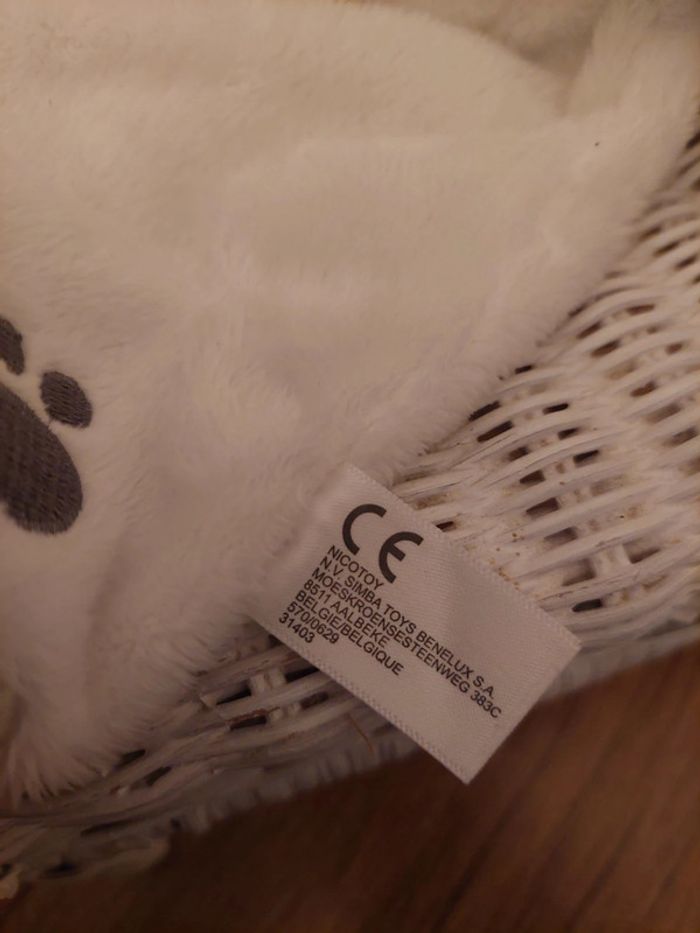 CE
NICOTOY
N.V. SIMBA TOYS BENELUX S.A.
MOESKROENSESTEENWEG 383C
8511 AALBEKE
BELGIE/BELGIQUE
570/0629
31403